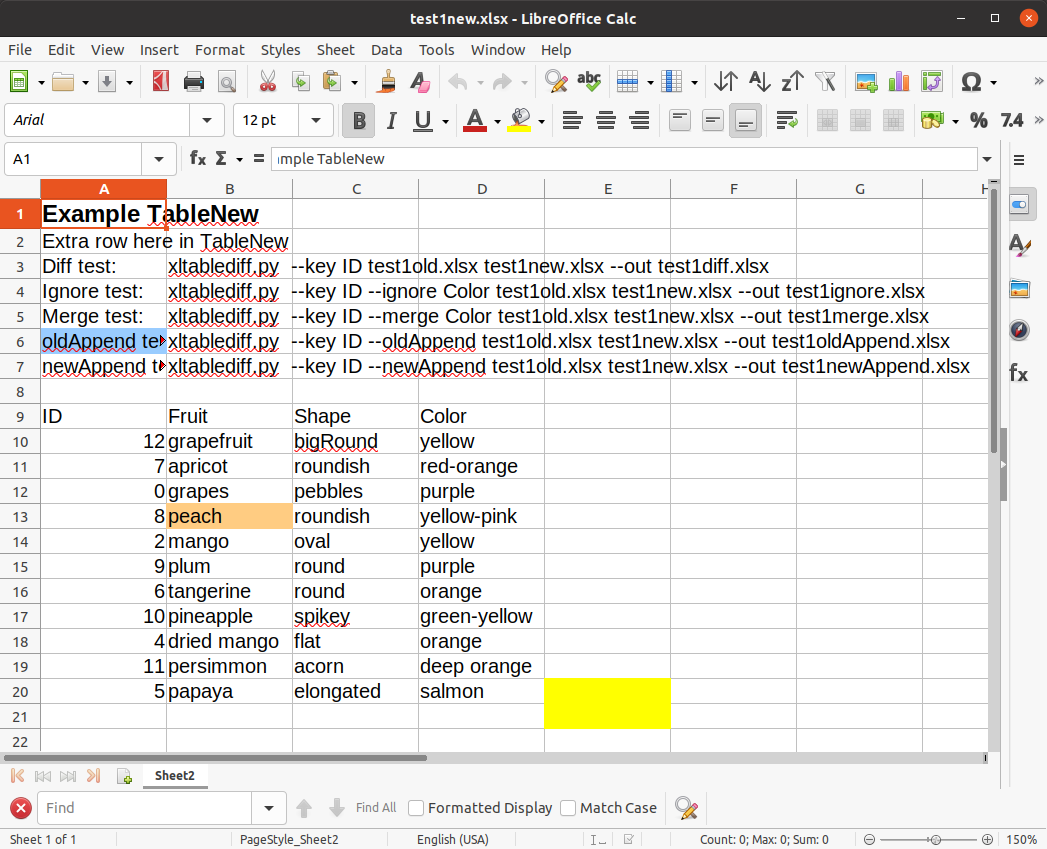 test1new.xlsx - LibreOffice Calc
File Edit View Insert Format Styles Sheet Data Tools Window Help
abc Ω »
Arial 12 pt B I U A % 7.4 »
A1 fx Σ = Example TableNew
A B C D E F G H
1 Example TableNew
2 Extra row here in TableNew
3 Diff test: xltablediff.py --key ID test1old.xlsx test1new.xlsx --out test1diff.xlsx
4 Ignore test: xltablediff.py --key ID --ignore Color test1old.xlsx test1new.xlsx --out test1ignore.xlsx
5 Merge test: xltablediff.py --key ID --merge Color test1old.xlsx test1new.xlsx --out test1merge.xlsx
6 oldAppend te xltablediff.py --key ID --oldAppend test1old.xlsx test1new.xlsx --out test1oldAppend.xlsx
7 newAppend t xltablediff.py --key ID --newAppend test1old.xlsx test1new.xlsx --out test1newAppend.xlsx
8
9 ID Fruit Shape Color
10 12 grapefruit bigRound yellow
11 7 apricot roundish red-orange
12 0 grapes pebbles purple
13 8 peach roundish yellow-pink
14 2 mango oval yellow
15 9 plum round purple
16 6 tangerine round orange
17 10 pineapple spikey green-yellow
18 4 dried mango flat orange
19 11 persimmon acorn deep orange
20 5 papaya elongated salmon
21
22
Sheet2
Find Find All Formatted Display Match Case
Sheet 1 of 1 PageStyle_Sheet2 English (USA) Count: 0; Max: 0; Sum: 0 150%